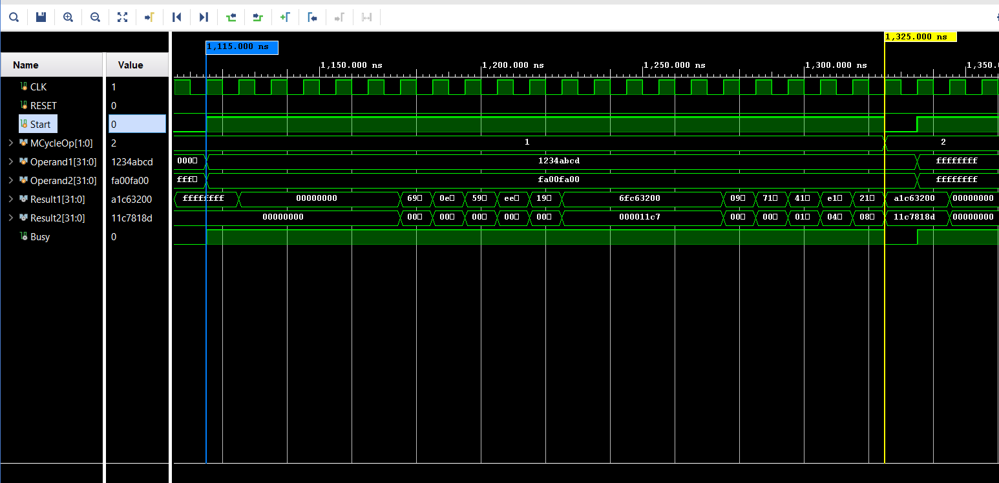 1,115.000 ns 1,325.000 ns
1,150.000 ns 1,200.000 ns 1,250.000 ns 1,300.000 ns 1,350.
Name Value
CLK 1
RESET 0
Start 0
MCycleOp[1:0] 2 1 2
Operand1[31:0] 1234abcd 000 1234abcd ffffffff
Operand2[31:0] fa00fa00 fff fa00fa00 ffffffff
Result1[31:0] a1c63200 ffffffff 00000000 69 0e 59 ee 19 6fc63200 09 71 41 e1 21 a1c63200 00000000
Result2[31:0] 11c7818d 00000000 00 00 00 00 00 000011c7 00 00 01 04 08 11c7818d 00000000
Busy 0